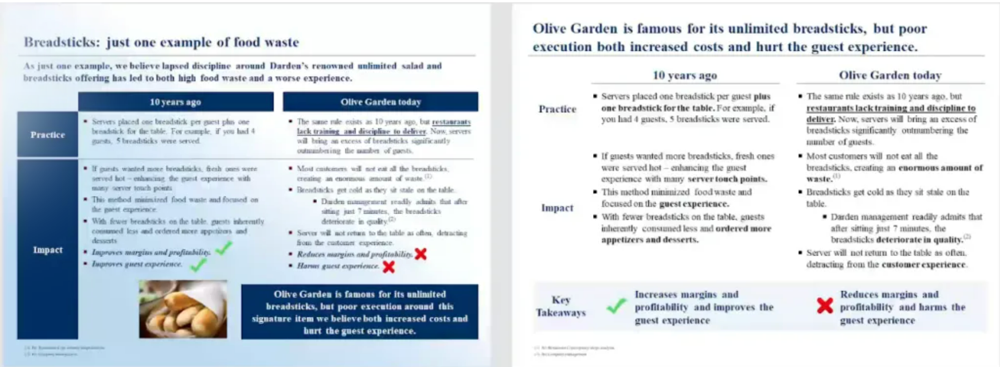 Breadsticks: just one example of food waste
As just one example, we believe lapsed discipline around Darden's renowned unlimited salad and
breadsticks offering has led to both high food waste and a worse experience.
10 years ago
Olive Garden today
Practice
▪ Servers placed one breadstick per guest plus one
breadstick for the table. For example, if you had 4
guests, 5 breadsticks were served.
▪ The same rule exists as 10 years ago, but restaurants
lack training and discipline to deliver. Now, servers
will bring an excess of breadsticks significantly
outnumbering the number of guests.
Impact
▪ If guests wanted more breadsticks, fresh ones were
served hot – enhancing the guest experience with
many server touch points
▪ This method minimized food waste and focused on
the guest experience.
▪ With fewer breadsticks on the table, guests inherently
consumed less and ordered more appetizers and
desserts
▪ Improves margins and profitability.
▪ Improves guest experience.
▪ Most customers will not eat all the breadsticks,
creating an enormous amount of waste.(1)
▪ Breadsticks get cold as they sit stale on the table.
▪ Darden management readily admits that after
sitting just 7 minutes, the breadsticks
deteriorate in quality.(2)
▪ Server will not return to the table as often, detracting
from the customer experience.
▪ Reduces margins and profitability.
▪ Harms guest experience.
Olive Garden is famous for its unlimited
breadsticks, but poor execution around this
signature item we believe both increased costs and
hurt the guest experience.
Olive Garden is famous for its unlimited breadsticks, but poor
execution both increased costs and hurt the guest experience.
10 years ago
Olive Garden today
Practice
▪ Servers placed one breadstick per guest plus
one breadstick for the table. For example, if
you had 4 guests, 5 breadsticks were served.
▪ The same rule exists as 10 years ago, but
restaurants lack training and discipline to
deliver. Now, servers will bring an excess of
breadsticks significantly outnumbering the
number of guests.
Impact
▪ If guests wanted more breadsticks, fresh ones
were served hot – enhancing the guest
experience with many server touch points.
▪ This method minimized food waste and
focused on the guest experience.
▪ With fewer breadsticks on the table, guests
inherently consumed less and ordered more
appetizers and desserts.
▪ Most customers will not eat all the
breadsticks, creating an enormous amount of
waste.(1)
▪ Breadsticks get cold as they sit stale on the
table.
▪ Darden management readily admits that
after sitting just 7 minutes, the
breadsticks deteriorate in quality.(2)
▪ Server will not return to the table as often,
detracting from the customer experience.
Key
Takeaways
Increases margins and
profitability and improves the
guest experience
Reduces margins and
profitability and harms the
guest experience